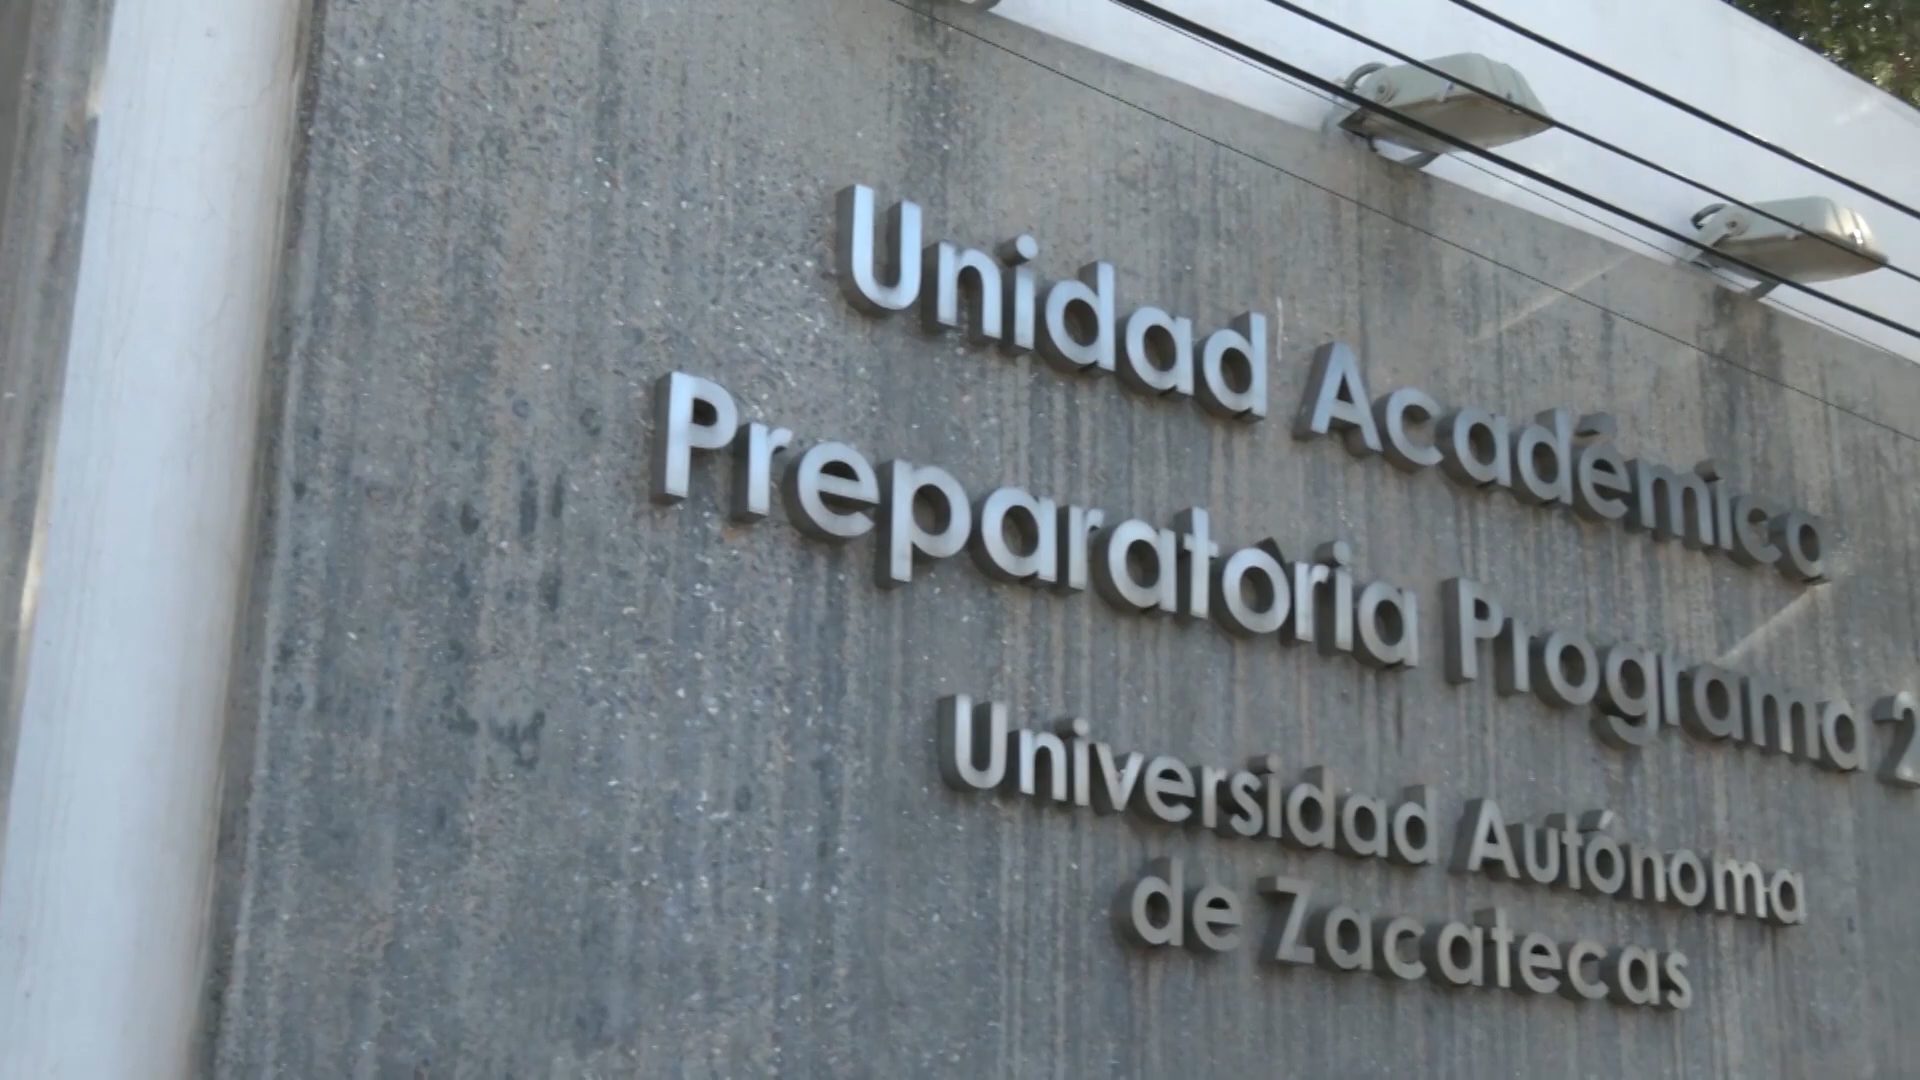 Unidad Académica
Preparatoria Programa 2
Universidad Autónoma
de Zacatecas